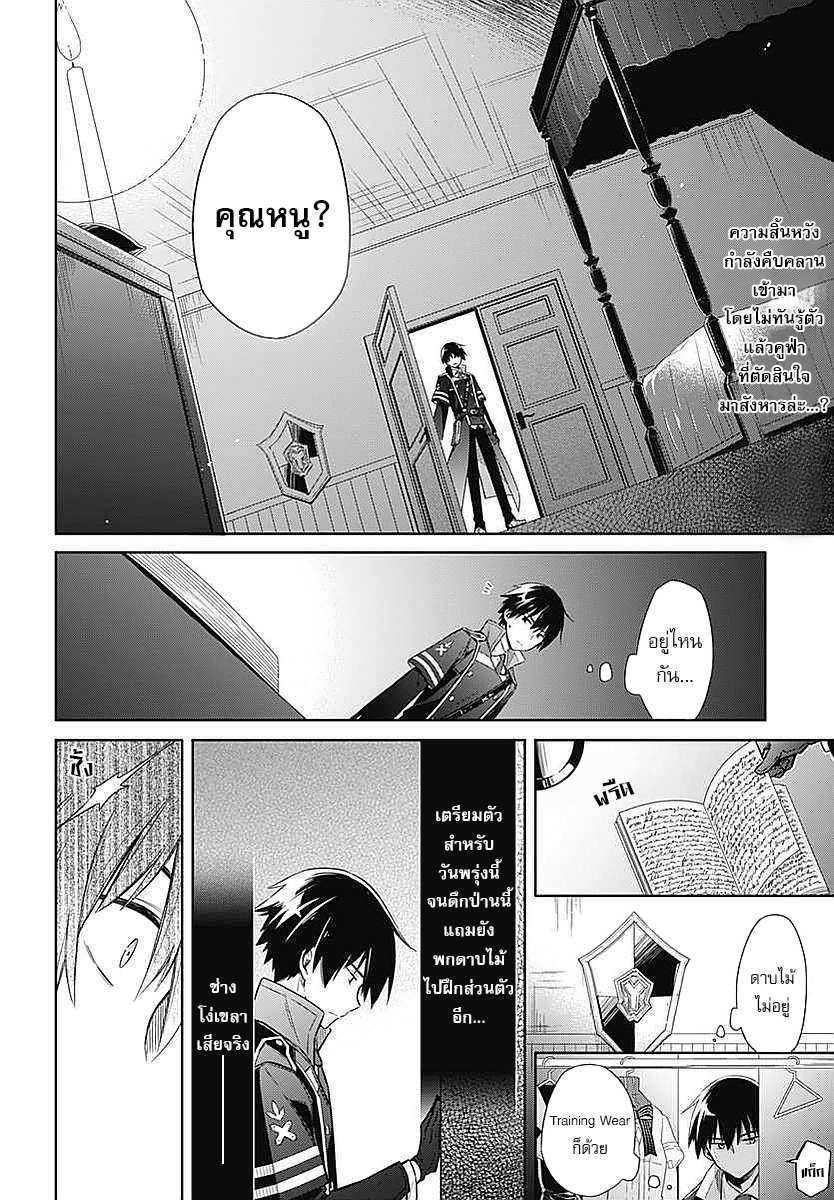 ความสิ้นหวัง
กำลังคืบคลาน
เข้ามา
โดยไม่ทันรู้ตัว
แล้วคูฟ่า
ที่ตัดสินใจ
มาสังหารล่ะ...?
คุณหนู?
อยู่ไหน
กัน...
พรืด
ดาบไม้
ไม่อยู่
Training Wear
ก็ด้วย
แก็ก
เตรียมตัว
สำหรับ
วันพรุ่งนี้
จนดึกป่านนี้
แถมยัง
พกดาบไม้
ไปฝึกส่วนตัว
อีก...
ช่าง
โง่เขลา
เสียจริง
ชิ้ง